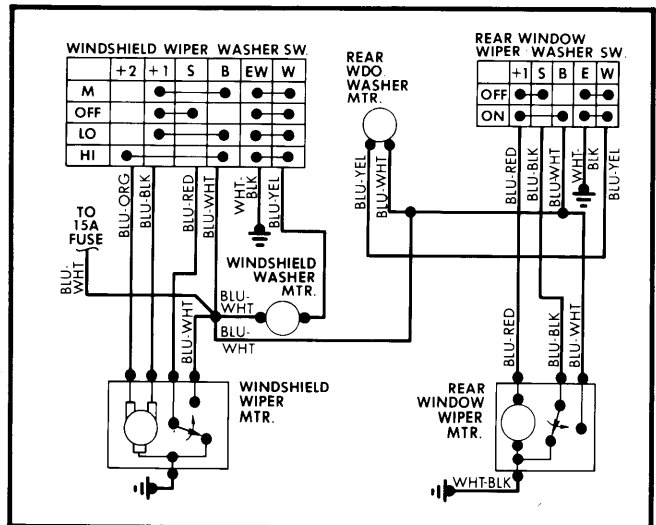 WINDSHIELD WIPER WASHER SW.
+2 +1 S B EW W
M
OFF
LO
HI
REAR
WDO.
WASHER
MTR.
REAR WINDOW
WIPER WASHER SW.
+1 S B E W
OFF
ON
BLU-ORG
BLU-BLK
BLU-RED
BLU-WHT
WHT-
BLK
BLU-YEL
BLU-YEL
BLU-WHT
BLU-RED
BLU-BLK
WHT-
BLK
BLU-YEL
TO
15A
FUSE
BLU-
WHT
WINDSHIELD
WASHER
MTR.
BLU-
WHT
BLU-
WHT
BLU-WHT
BLU-RED
BLU-BLK
BLU-WHT
WINDSHIELD
WIPER
MTR.
REAR
WINDOW
WIPER
MTR.
WHT-BLK